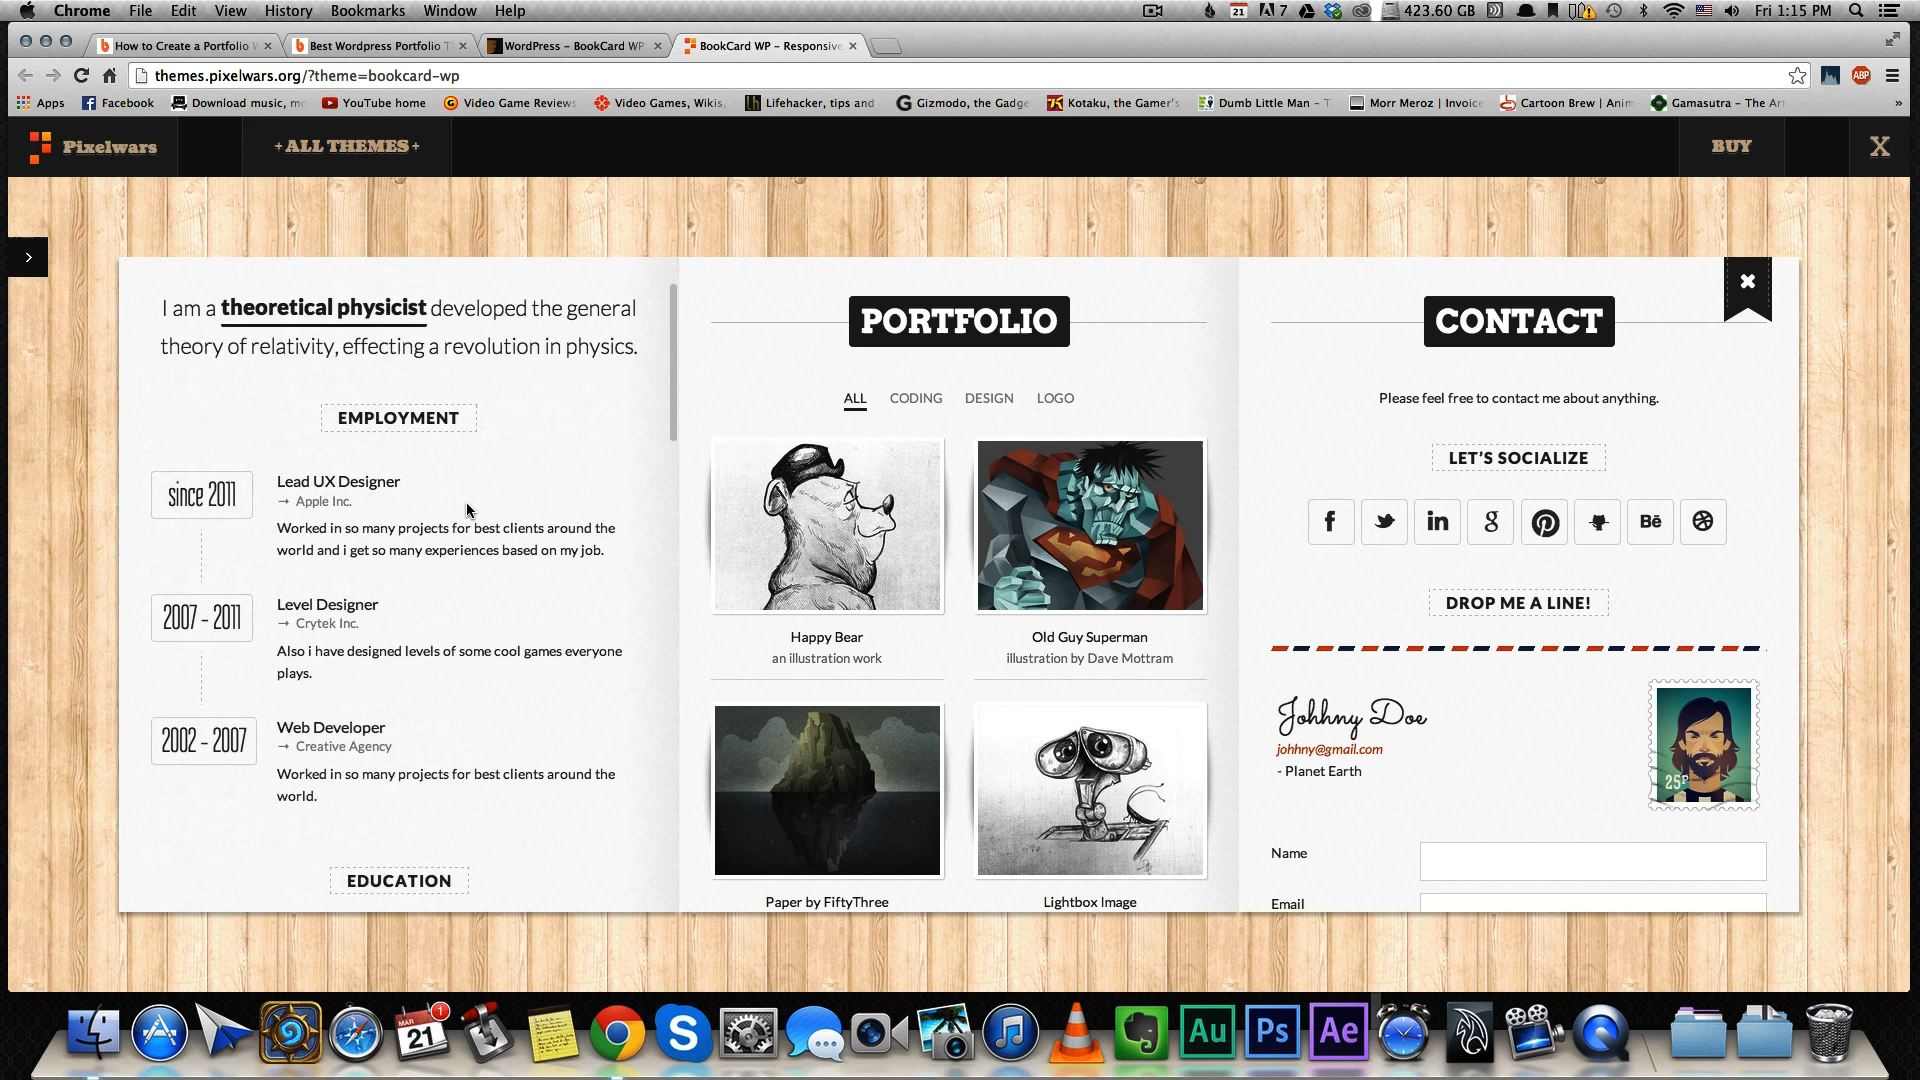 Chrome File Edit View History Bookmarks Window Help
21 7 423.60 GB Fri 1:15 PM
How to Create a Portfolio W
Best Wordpress Portfolio T
WordPress – BookCard WP
BookCard WP – Responsive
themes.pixelwars.org/?theme=bookcard-wp
ABP
Apps Facebook Download music, mo YouTube home Video Game Reviews Video Games, Wikis, Lifehacker, tips and Gizmodo, the Gadge Kotaku, the Gamer's Dumb Little Man – T Morr Meroz | Invoice Cartoon Brew | Anim Gamasutra – The Art »
Pixelwars
+ ALL THEMES +
BUY
X
I am a theoretical physicist developed the general
theory of relativity, effecting a revolution in physics.
EMPLOYMENT
since 2011
Lead UX Designer
→ Apple Inc.
Worked in so many projects for best clients around the
world and i get so many experiences based on my job.
2007 – 2011
Level Designer
→ Crytek Inc.
Also i have designed levels of some cool games everyone
plays.
2002 – 2007
Web Developer
→ Creative Agency
Worked in so many projects for best clients around the
world.
EDUCATION
PORTFOLIO
ALL CODING DESIGN LOGO
Happy Bear
an illustration work
Old Guy Superman
illustration by Dave Mottram
Paper by FiftyThree
Lightbox Image
CONTACT
Please feel free to contact me about anything.
LET'S SOCIALIZE
Bē
DROP ME A LINE!
Johhny Doe
johhny@gmail.com
- Planet Earth
25P
Name
Email
MAR
21
1
S
Au
Ps
Ae